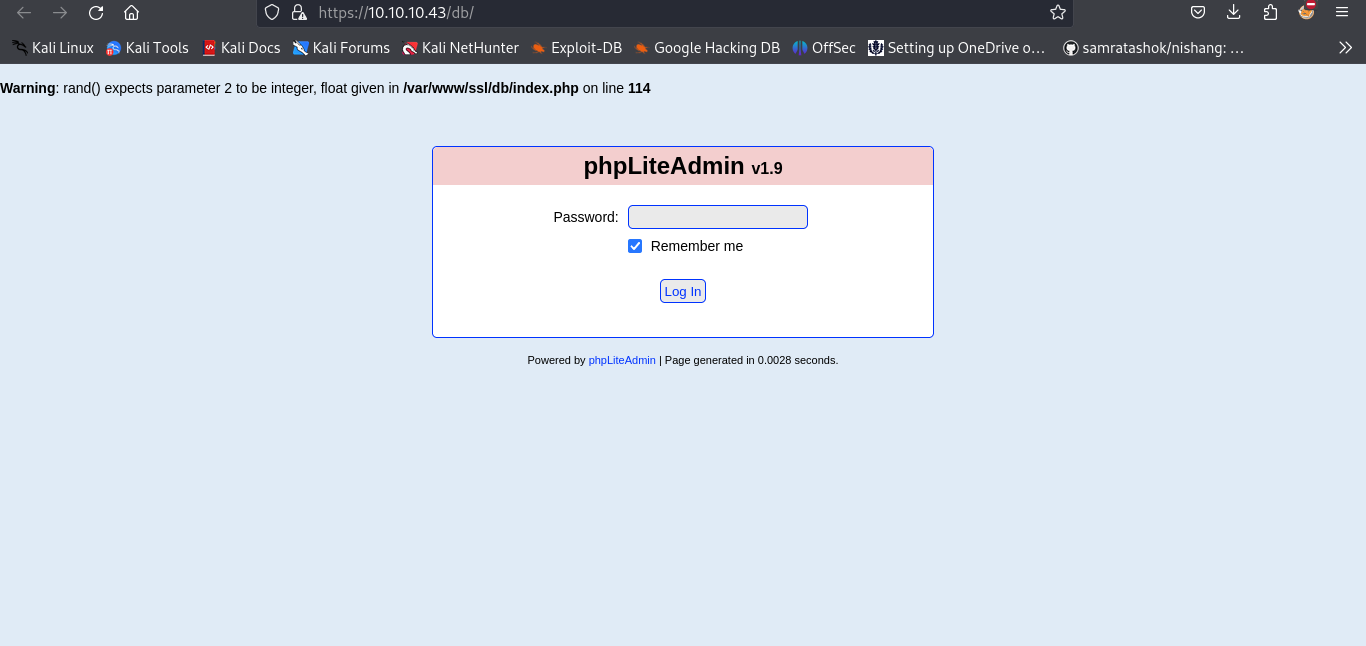 https://10.10.10.43/db/
Kali Linux Kali Tools Kali Docs Kali Forums Kali NetHunter Exploit-DB Google Hacking DB OffSec Setting up OneDrive o… samratashok/nishang: …
Warning: rand() expects parameter 2 to be integer, float given in /var/www/ssl/db/index.php on line 114
phpLiteAdmin v1.9
Password:
Remember me
Log In
Powered by phpLiteAdmin | Page generated in 0.0028 seconds.